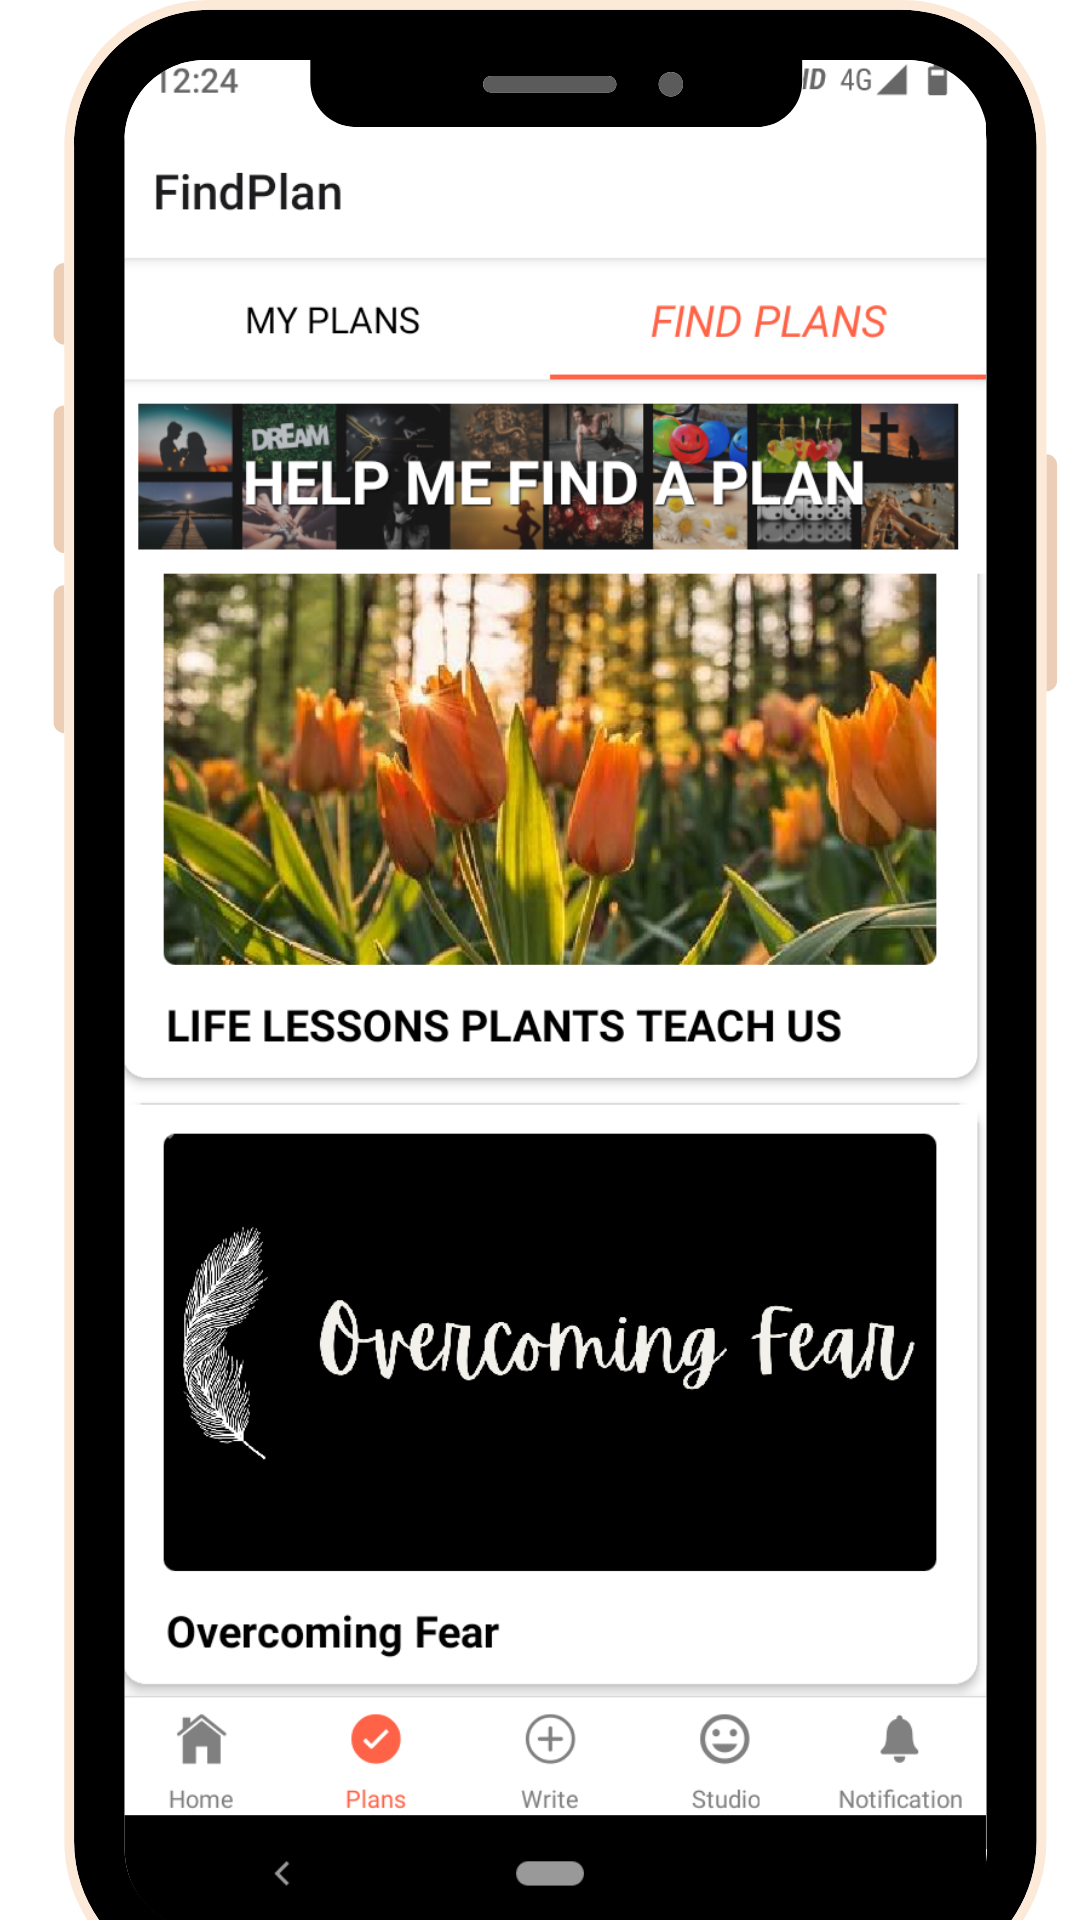 12:24
4G
FindPlan
MY PLANS
FIND PLANS
DREAM
HELP ME FIND A PLAN
LIFE LESSONS PLANTS TEACH US
Overcoming Fear
Overcoming Fear
Home
Plans
Write
Studio
Notification